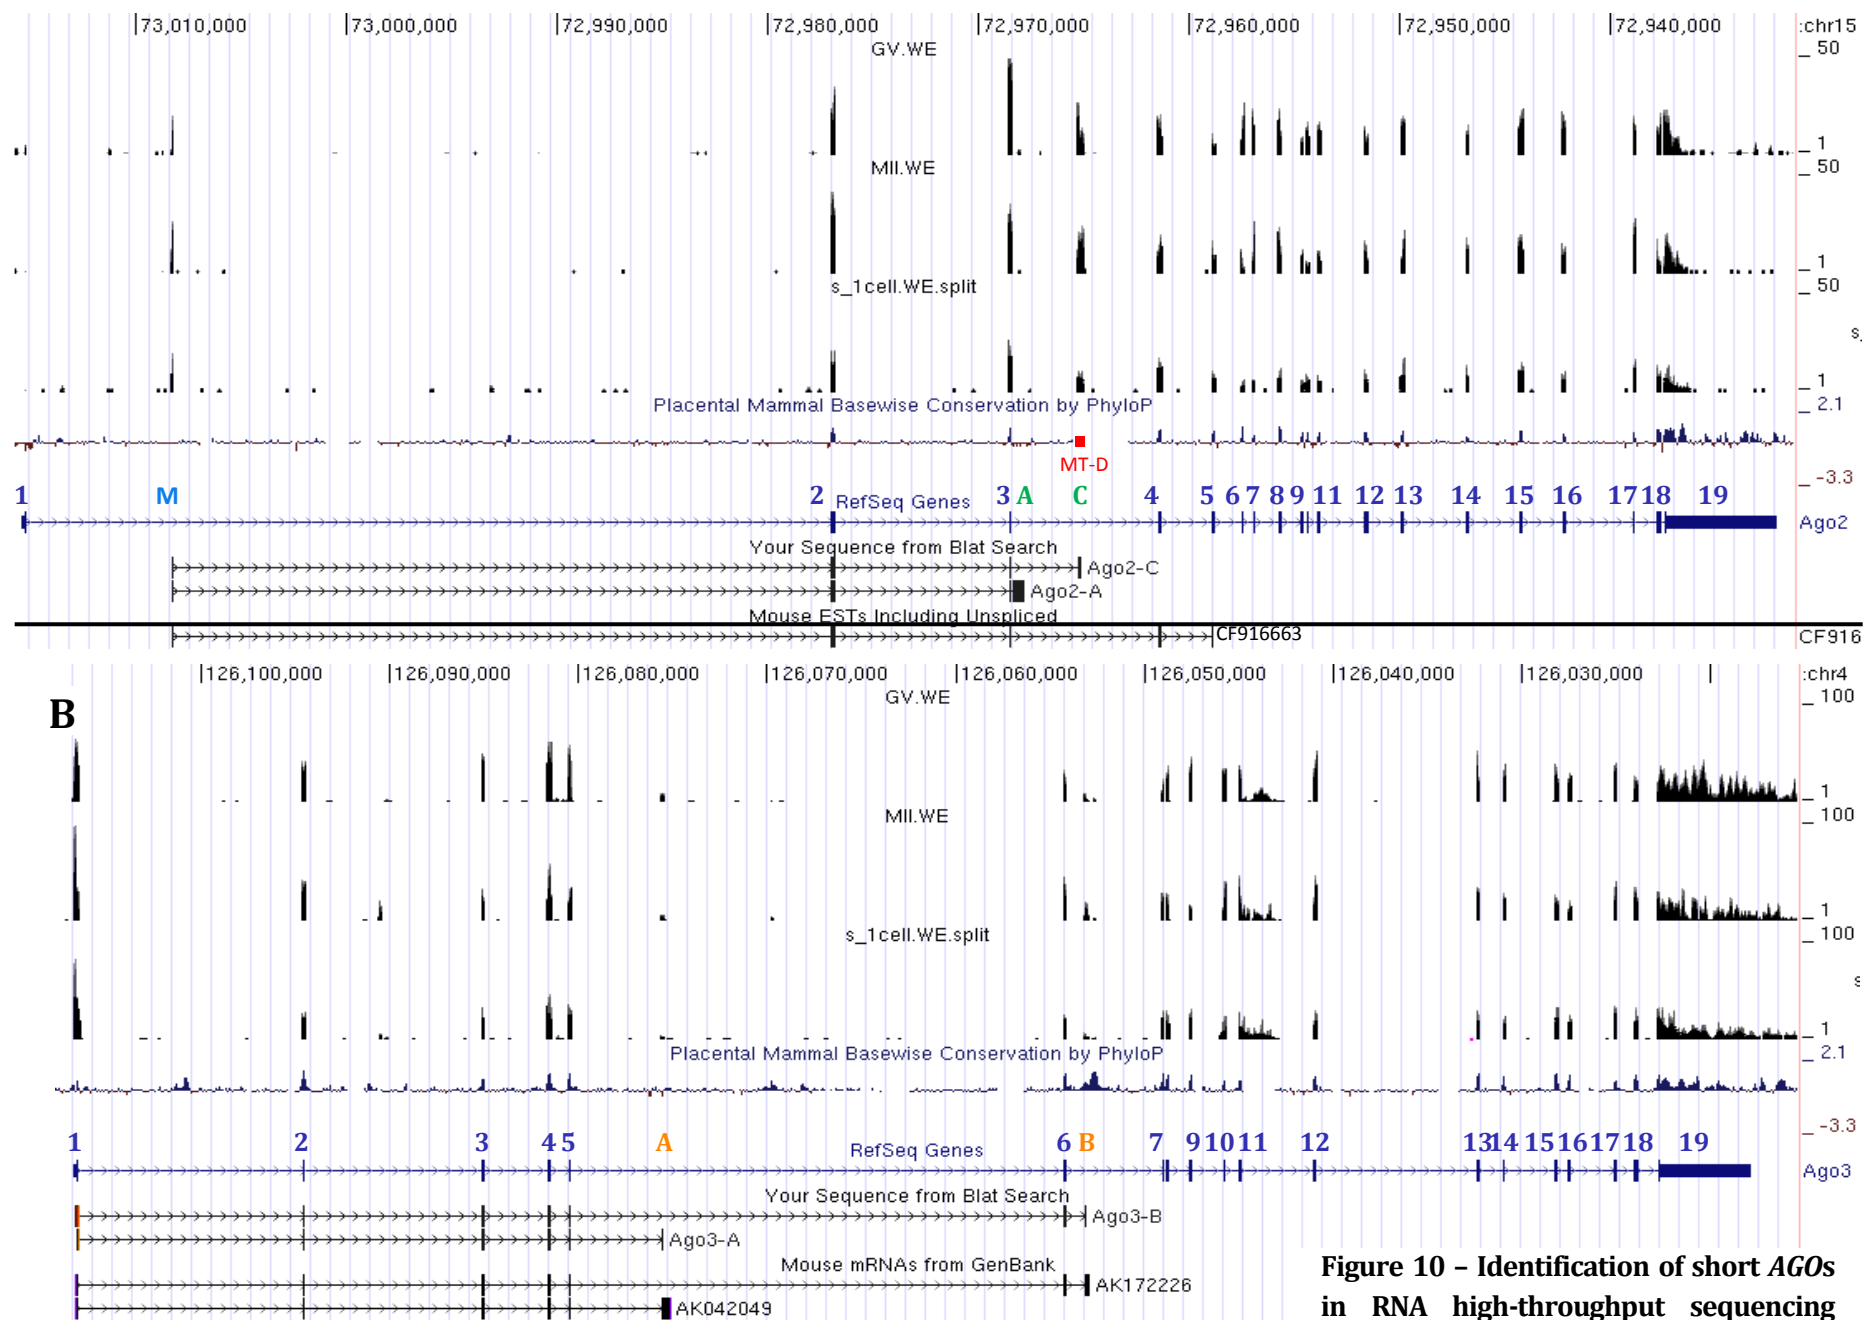 73,010,000 73,000,000 72,990,000 72,980,000 72,970,000 72,960,000 72,950,000 72,940,000 :chr15
GV.WE 50
1
MII.WE 50
1
s_1cell.WE.split 50
s
1
Placental Mammal Basewise Conservation by PhyloP 2.1
MT-D
-3.3
1 M 2 3 A C 4 5 6 7 8 9 11 12 13 14 15 16 17 18 19
RefSeq Genes
Ago2
Your Sequence from Blat Search
Ago2-C
Ago2-A
Mouse ESTs Including Unspliced
CF916663 CF916
126,100,000 126,090,000 126,080,000 126,070,000 126,060,000 126,050,000 126,040,000 126,030,000 :chr4
B
GV.WE 100
1
MII.WE 100
1
s_1cell.WE.split 100
s
1
Placental Mammal Basewise Conservation by PhyloP 2.1
-3.3
1 2 3 4 5 A 6 B 7 9 10 11 12 13 14 15 16 17 18 19
RefSeq Genes
Ago3
Your Sequence from Blat Search
Ago3-B
Ago3-A
Mouse mRNAs from GenBank
AK172226
AK042049
Figure 10 – Identification of short AGOs
in RNA high-throughput sequencing